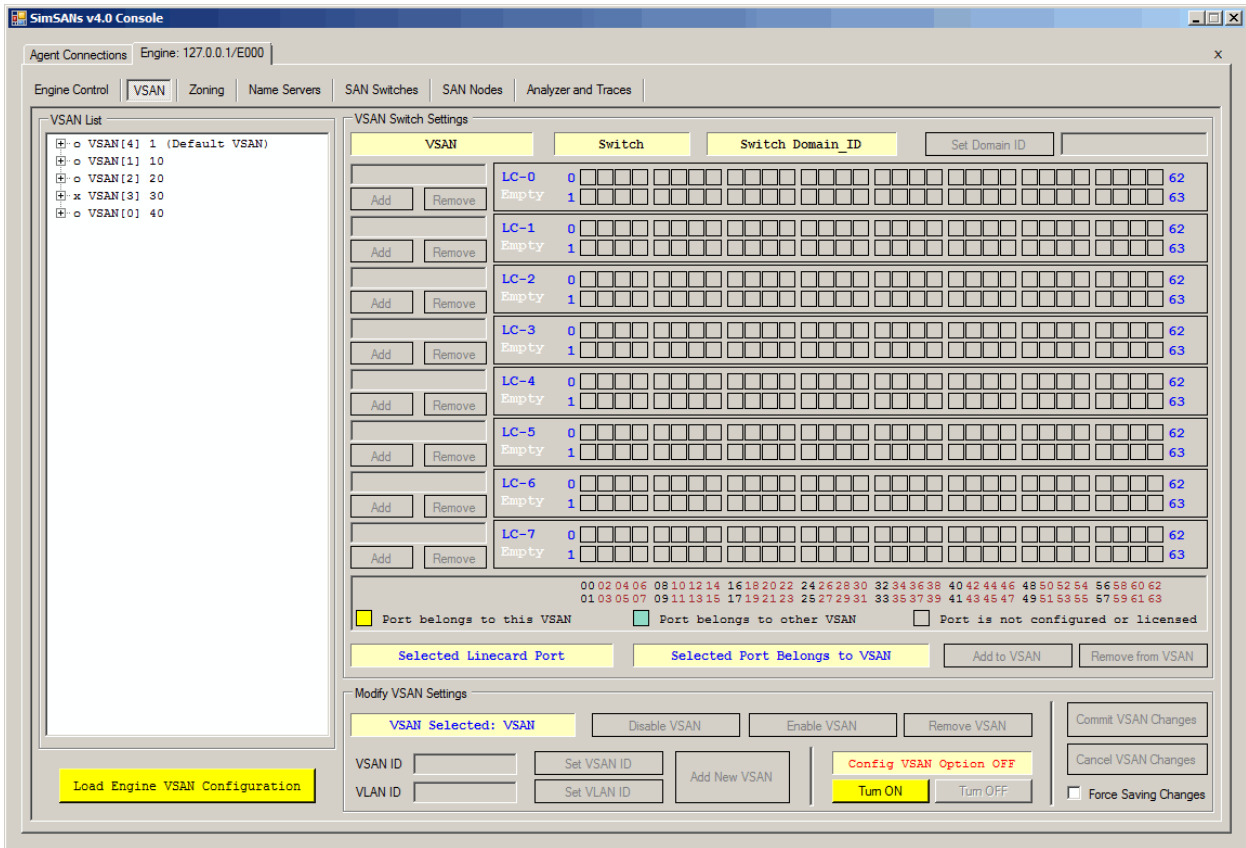 SimSANs v4.0 Console
Agent Connections Engine: 127.0.0.1/E000 x
Engine Control VSAN Zoning Name Servers SAN Switches SAN Nodes Analyzer and Traces
VSAN List
o VSAN[4] 1 (Default VSAN)
o VSAN[1] 10
o VSAN[2] 20
x VSAN[3] 30
o VSAN[0] 40
Load Engine VSAN Configuration
VSAN Switch Settings
VSAN Switch Switch Domain_ID Set Domain ID
LC-0 0 62
Add Remove Empty 1 63
LC-1 0 62
Add Remove Empty 1 63
LC-2 0 62
Add Remove Empty 1 63
LC-3 0 62
Add Remove Empty 1 63
LC-4 0 62
Add Remove Empty 1 63
LC-5 0 62
Add Remove Empty 1 63
LC-6 0 62
Add Remove Empty 1 63
LC-7 0 62
Add Remove Empty 1 63
00 02 04 06 08 10 12 14 16 18 20 22 24 26 28 30 32 34 36 38 40 42 44 46 48 50 52 54 56 58 60 62
01 03 05 07 09 11 13 15 17 19 21 23 25 27 29 31 33 35 37 39 41 43 45 47 49 51 53 55 57 59 61 63
Port belongs to this VSAN Port belongs to other VSAN Port is not configured or licensed
Selected Linecard Port Selected Port Belongs to VSAN Add to VSAN Remove from VSAN
Modify VSAN Settings
VSAN Selected: VSAN Disable VSAN Enable VSAN Remove VSAN Commit VSAN Changes
VSAN ID Set VSAN ID Add New VSAN Config VSAN Option OFF Cancel VSAN Changes
VLAN ID Set VLAN ID Turn ON Turn OFF Force Saving Changes